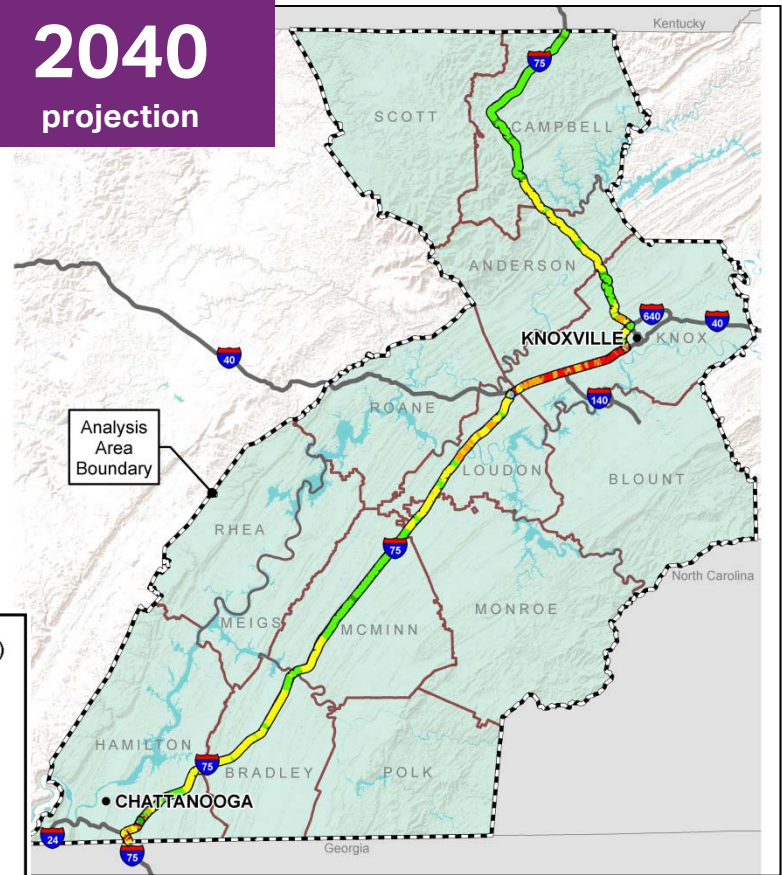 2040
projection
Kentucky
75
SCOTT
CAMPBELL
ANDERSON
640
40
KNOXVILLE
KNOX
40
140
ROANE
Analysis
Area
Boundary
LOUDON
BLOUNT
RHEA
75
North Carolina
MEIGS
MCMINN
MONROE
HAMILTON
75
BRADLEY
POLK
CHATTANOOGA
24
75
Georgia